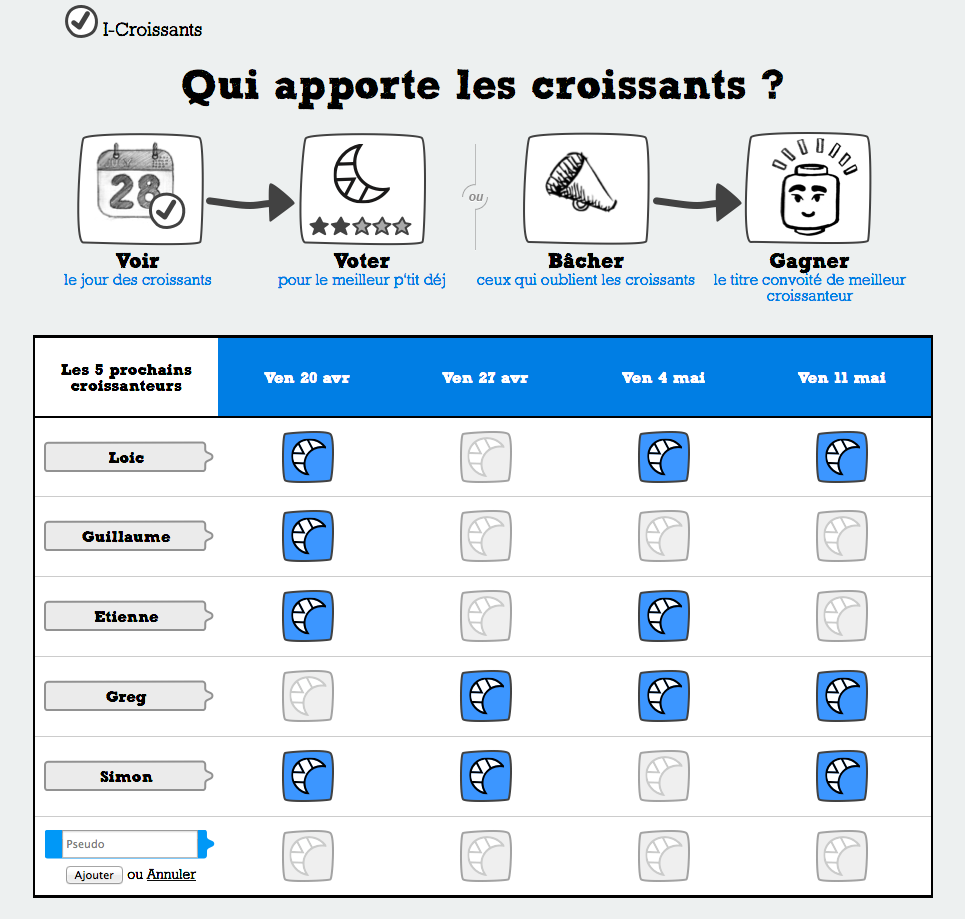 I-Croissants
Qui apporte les croissants ?
28
ou
Voir
le jour des croissants
Voter
pour le meilleur p'tit déj
Bâcher
ceux qui oublient les croissants
Gagner
le titre convoité de meilleur
croissanteur
Les 5 prochains
croissanteurs
Ven 20 avr
Ven 27 avr
Ven 4 mai
Ven 11 mai
Loic
Guillaume
Etienne
Greg
Simon
Pseudo
Ajouter ou Annuler